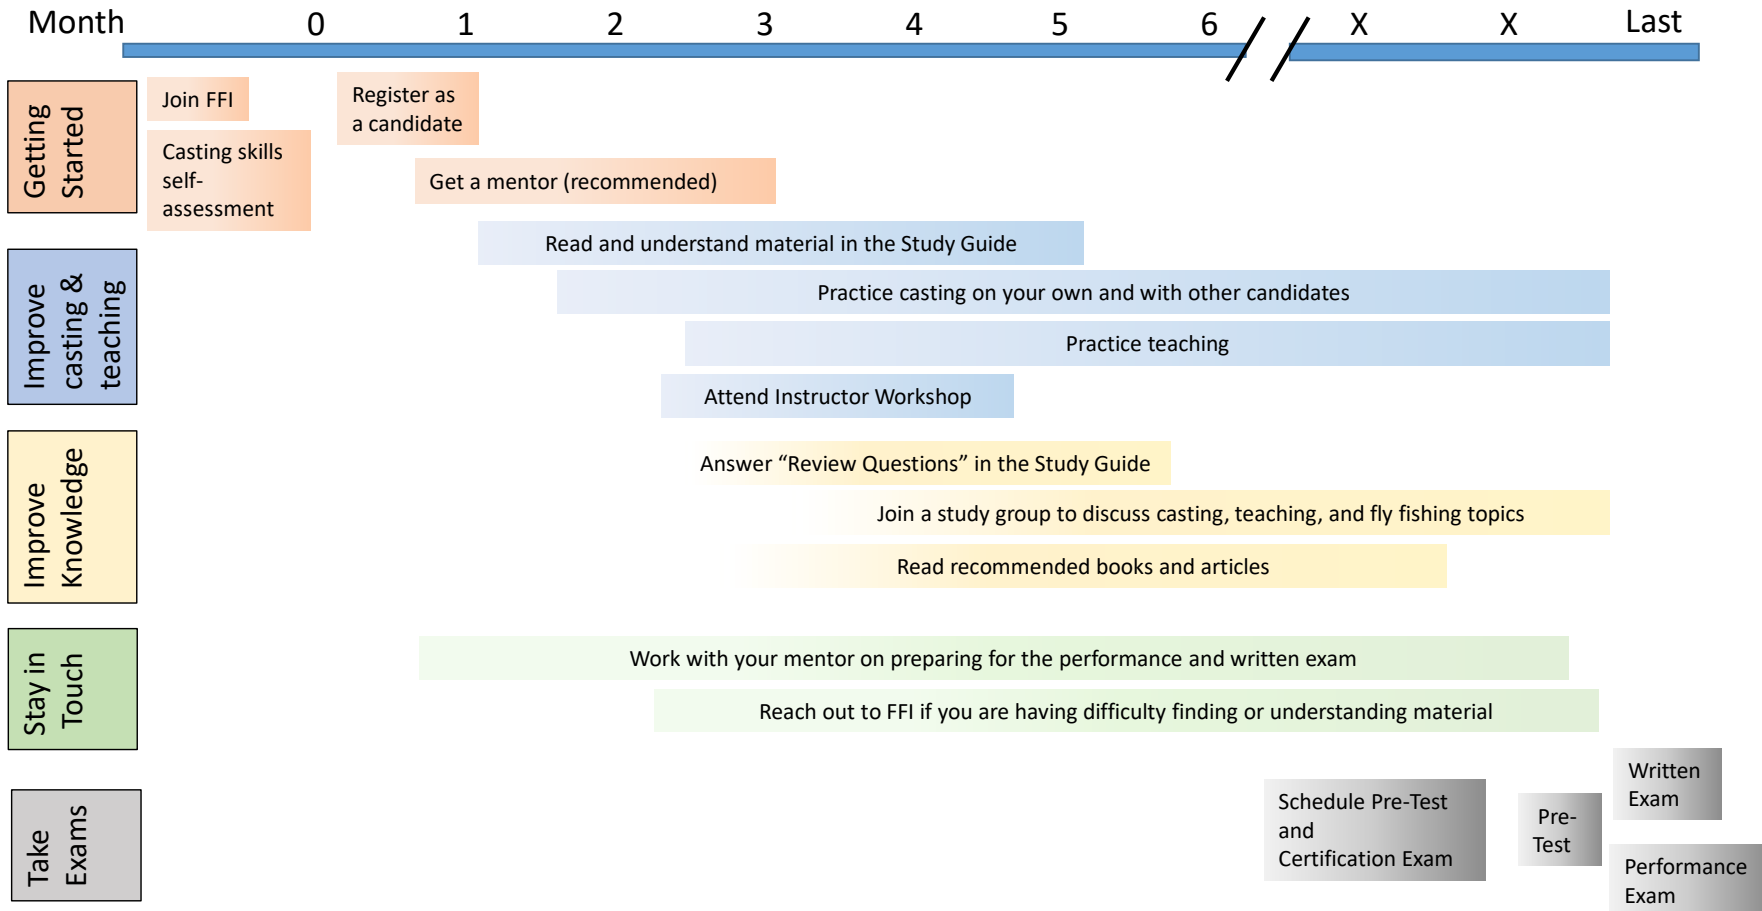 Month 0 1 2 3 4 5 6 X X Last
Getting
Started
Join FFI
Casting skills
self-
assessment
Register as
a candidate
Get a mentor (recommended)
Improve
casting &
teaching
Read and understand material in the Study Guide
Practice casting on your own and with other candidates
Practice teaching
Attend Instructor Workshop
Improve
Knowledge
Answer “Review Questions” in the Study Guide
Join a study group to discuss casting, teaching, and fly fishing topics
Read recommended books and articles
Stay in
Touch
Work with your mentor on preparing for the performance and written exam
Reach out to FFI if you are having difficulty finding or understanding material
Take
Exams
Schedule Pre-Test
and
Certification Exam
Pre-
Test
Written
Exam
Performance
Exam